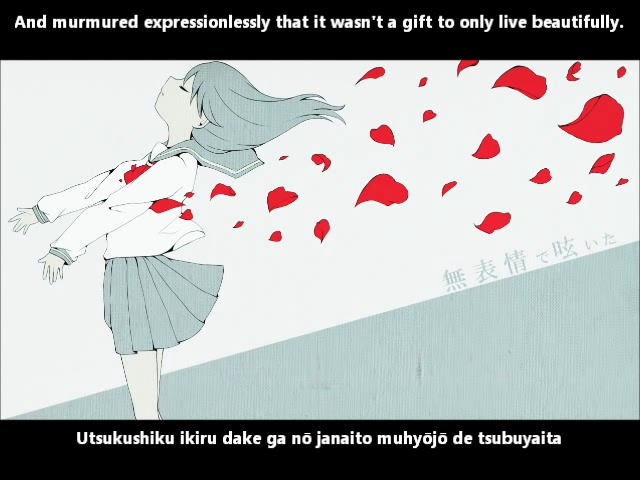 And murmured expressionlessly that it wasn't a gift to only live beautifully.
無表情で呟いた
Utsukushiku ikiru dake ga nō janaito muhyōjō de tsubuyaita